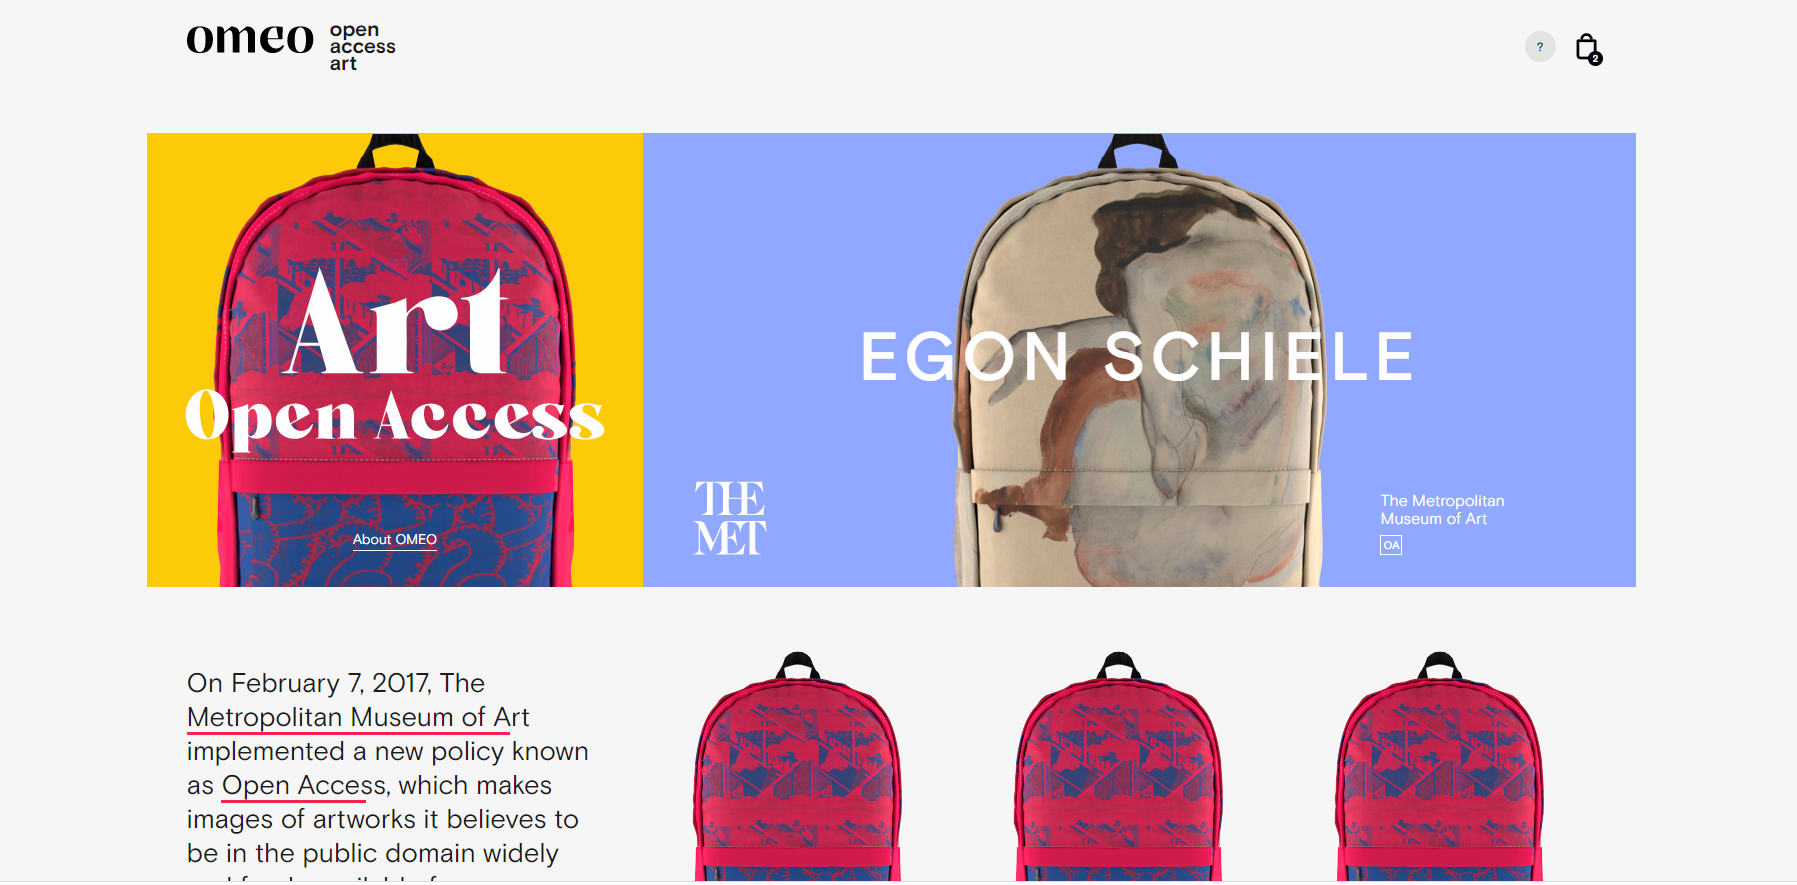 omeo
open
access
art
?
2
Art
Open Access
About OMEO
EGON SCHIELE
THE
MET
The Metropolitan
Museum of Art
OA
On February 7, 2017, The
Metropolitan Museum of Art
implemented a new policy known
as Open Access, which makes
images of artworks it believes to
be in the public domain widely